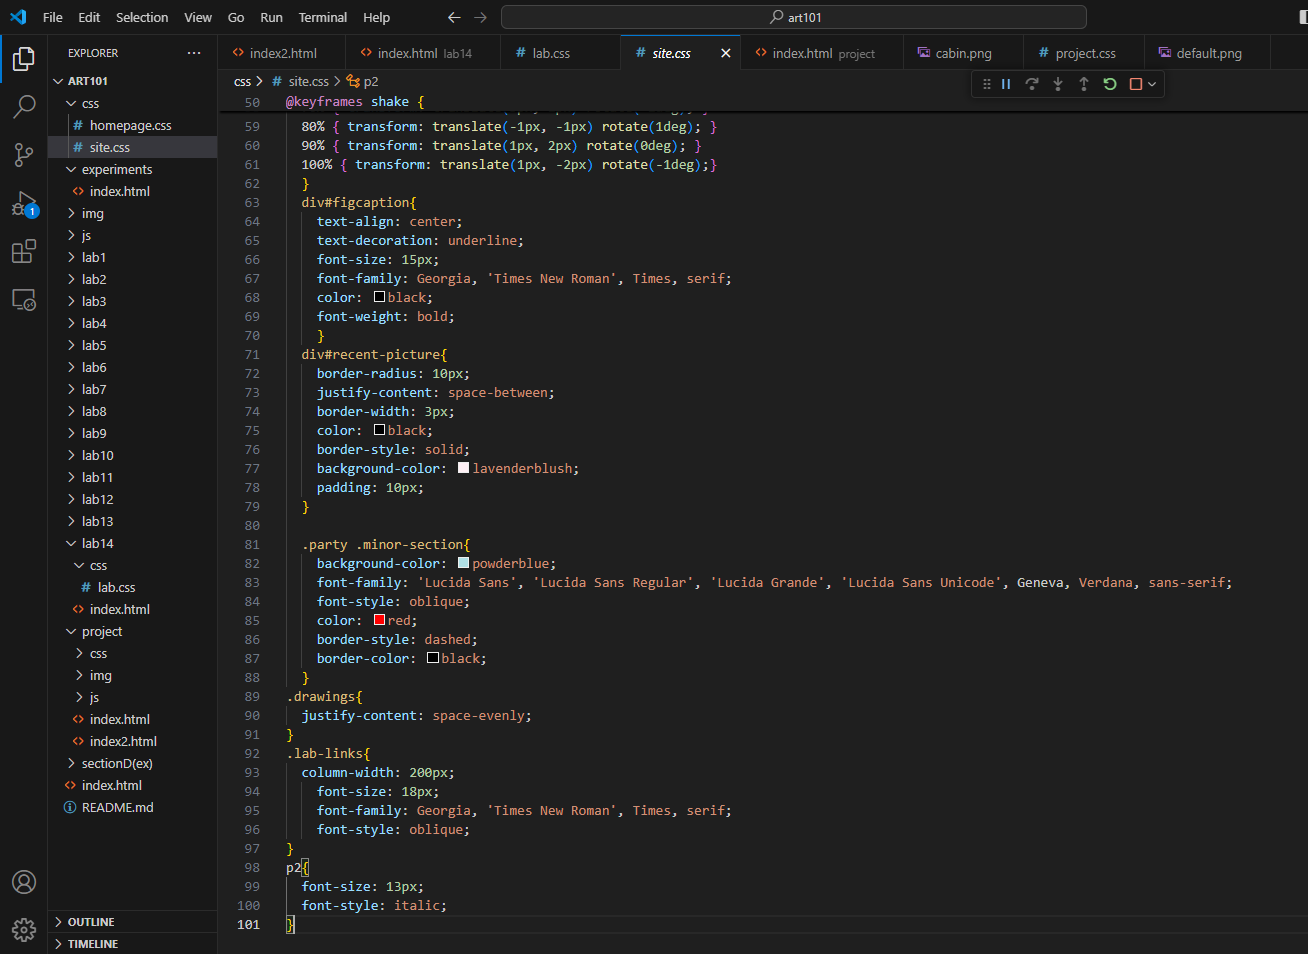 File Edit Selection View Go Run Terminal Help
art101
EXPLORER
ART101
css
homepage.css
site.css
experiments
index.html
img
js
lab1
lab2
lab3
lab4
lab5
lab6
lab7
lab8
lab9
lab10
lab11
lab12
lab13
lab14
css
lab.css
index.html
project
css
img
js
index.html
index2.html
sectionD(ex)
index.html
README.md
OUTLINE
TIMELINE
1
index2.html index.html lab14 lab.css site.css index.html project cabin.png project.css default.png
css > # site.css > p2
50 @keyframes shake {
59 80% { transform: translate(-1px, -1px) rotate(1deg); }
60 90% { transform: translate(1px, 2px) rotate(0deg); }
61 100% { transform: translate(1px, -2px) rotate(-1deg);}
62 }
63 div#figcaption{
64 text-align: center;
65 text-decoration: underline;
66 font-size: 15px;
67 font-family: Georgia, 'Times New Roman', Times, serif;
68 color: black;
69 font-weight: bold;
70 }
71 div#recent-picture{
72 border-radius: 10px;
73 justify-content: space-between;
74 border-width: 3px;
75 color: black;
76 border-style: solid;
77 background-color: lavenderblush;
78 padding: 10px;
79 }
80
81 .party .minor-section{
82 background-color: powderblue;
83 font-family: 'Lucida Sans', 'Lucida Sans Regular', 'Lucida Grande', 'Lucida Sans Unicode', Geneva, Verdana, sans-serif;
84 font-style: oblique;
85 color: red;
86 border-style: dashed;
87 border-color: black;
88 }
89 .drawings{
90 justify-content: space-evenly;
91 }
92 .lab-links{
93 column-width: 200px;
94 font-size: 18px;
95 font-family: Georgia, 'Times New Roman', Times, serif;
96 font-style: oblique;
97 }
98 p2{
99 font-size: 13px;
100 font-style: italic;
101 }